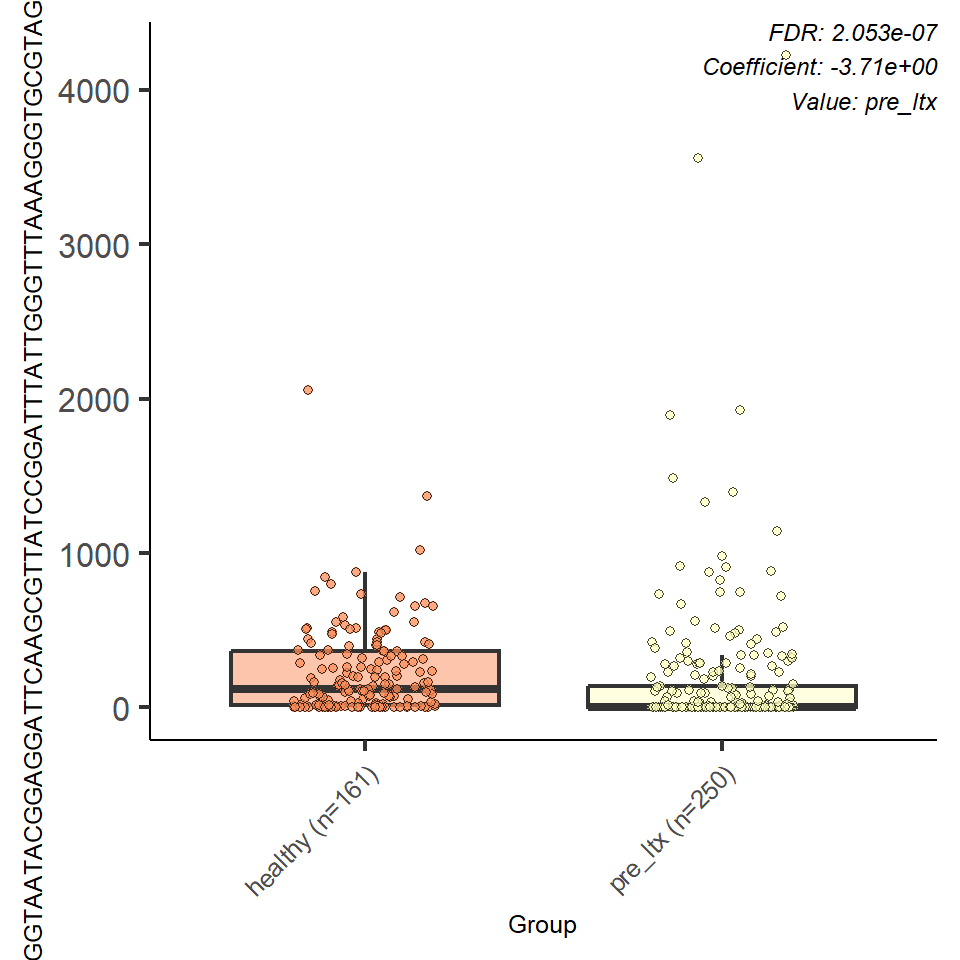 GGTAATACGGAGGATTCAAGCGTTATCCGGATTTATTGGGTTTAAAGGGTGCGTAG
FDR: 2.053e-07
Coefficient: -3.71e+00
Value: pre_ltx
4000
3000
2000
1000
0
healthy (n=161)
pre_ltx (n=250)
Group